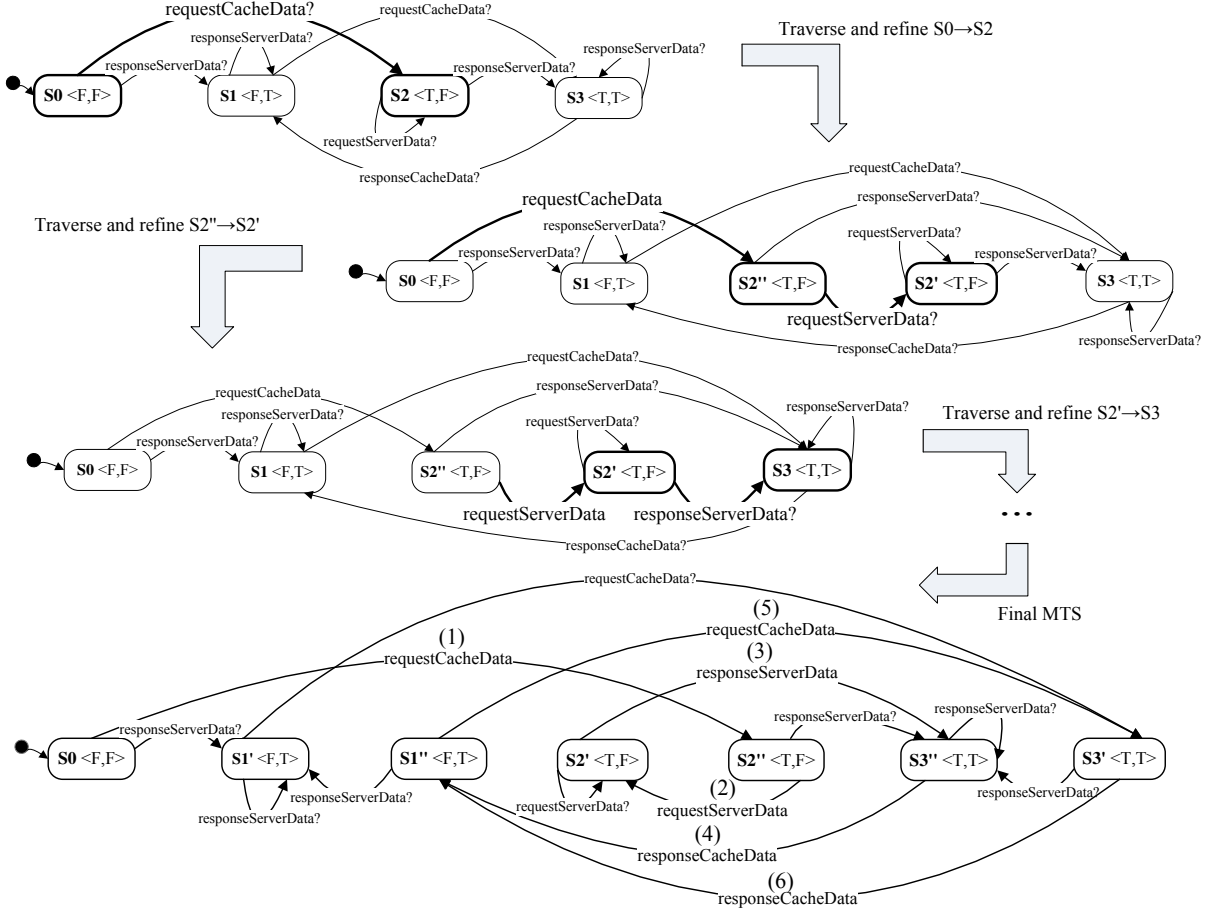 requestCacheData?
requestCacheData?
Traverse and refine S0→S2
responseServerData?
responseServerData?
responseServerData?
responseServerData?
S0 <F,F>
S1 <F,T>
S2 <T,F>
S3 <T,T>
requestServerData?
responseCacheData?
requestCacheData?
requestCacheData
responseServerData?
Traverse and refine S2''→S2'
responseServerData?
requestServerData?
responseServerData?
responseServerData?
S0 <F,F>
S1 <F,T>
S2'' <T,F>
S2' <T,F>
S3 <T,T>
requestServerData?
responseServerData?
responseCacheData?
requestCacheData?
requestCacheData
responseServerData?
responseServerData?
responseServerData?
Traverse and refine S2'→S3
requestServerData?
responseServerData?
S0 <F,F>
S1 <F,T>
S2'' <T,F>
S2' <T,F>
S3 <T,T>
requestServerData
responseServerData?
...
responseCacheData?
requestCacheData?
Final MTS
(5)
requestCacheData
(1)
requestCacheData
(3)
responseServerData
responseServerData?
responseServerData?
responseServerData?
S0 <F,F>
S1' <F,T>
S1'' <F,T>
S2' <T,F>
S2'' <T,F>
S3'' <T,T>
S3' <T,T>
responseServerData?
responseServerData?
requestServerData?
(2)
requestServerData
responseServerData?
(4)
responseCacheData
(6)
responseCacheData